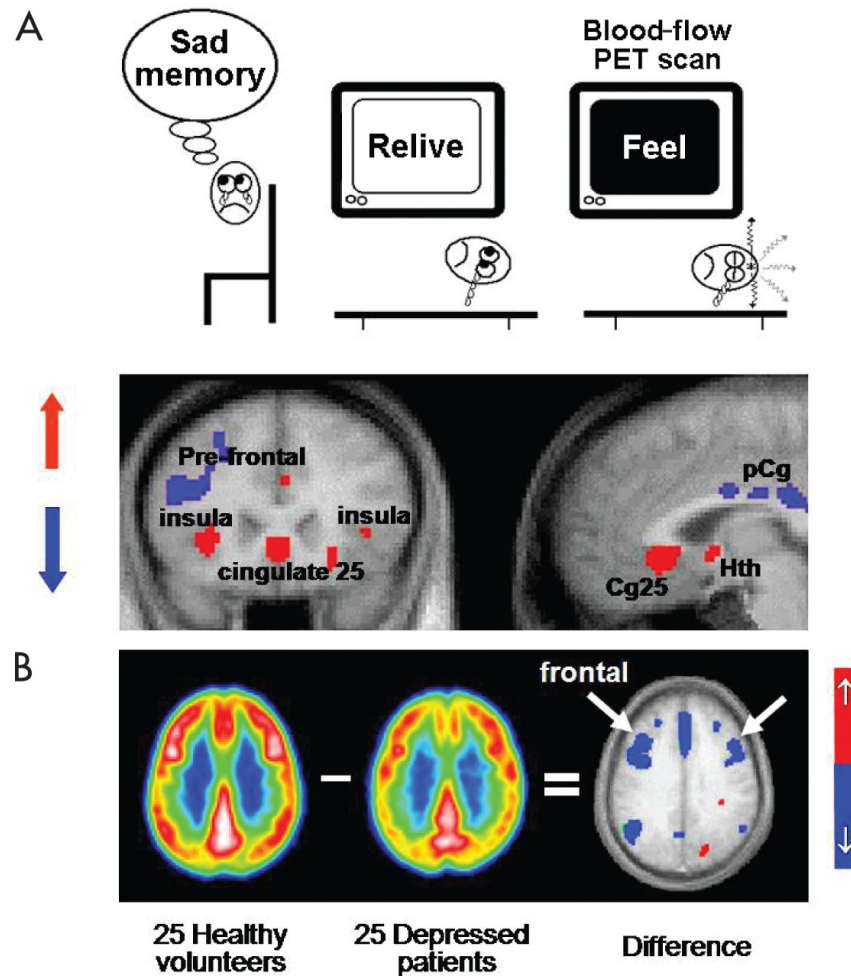 A
Sad
memory
Blood-flow
PET scan
Relive
Feel
Pre-frontal
insula
insula
cingulate 25
pCg
Cg25
Hth
B
frontal
↑
↓
25 Healthy
volunteers
25 Depressed
patients
Difference